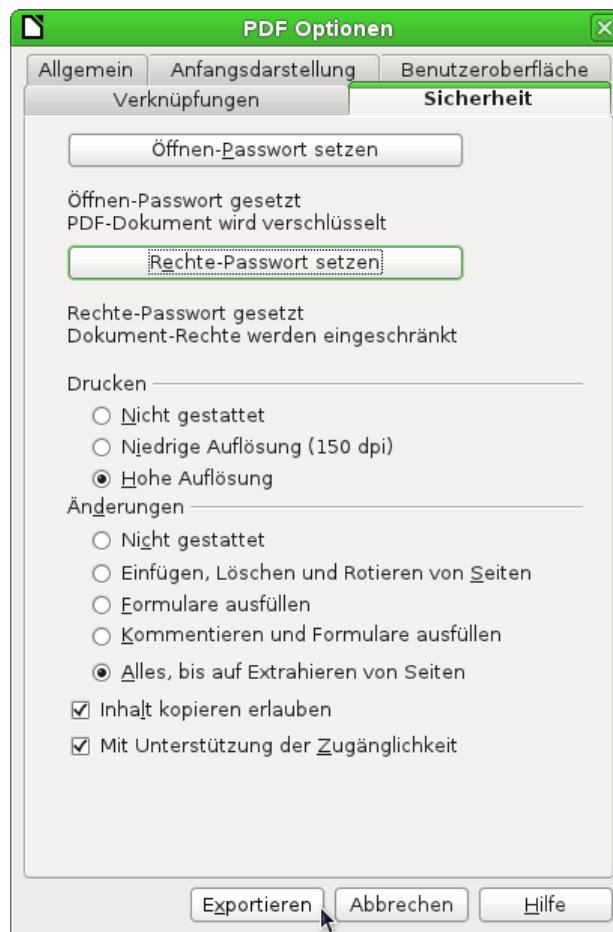 PDF Optionen
Allgemein Anfangsdarstellung Benutzeroberfläche
Verknüpfungen Sicherheit
Öffnen-Passwort setzen
Öffnen-Passwort gesetzt
PDF-Dokument wird verschlüsselt
Rechte-Passwort setzen
Rechte-Passwort gesetzt
Dokument-Rechte werden eingeschränkt
Drucken
Nicht gestattet
Niedrige Auflösung (150 dpi)
Hohe Auflösung
Änderungen
Nicht gestattet
Einfügen, Löschen und Rotieren von Seiten
Formulare ausfüllen
Kommentieren und Formulare ausfüllen
Alles, bis auf Extrahieren von Seiten
Inhalt kopieren erlauben
Mit Unterstützung der Zugänglichkeit
Exportieren Abbrechen Hilfe